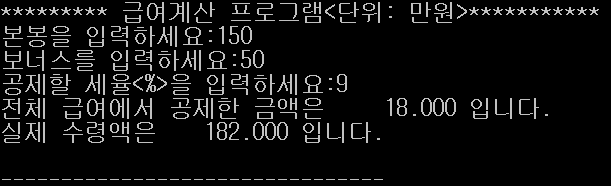 ********* 급여계산 프로그램<단위: 만원>***********
본봉을 입력하세요:150
보너스를 입력하세요:50
공제할 세율<%>을 입력하세요:9
전체 급여에서 공제한 금액은     18.000 입니다.
실제 수령액은    182.000 입니다.
--------------------------------